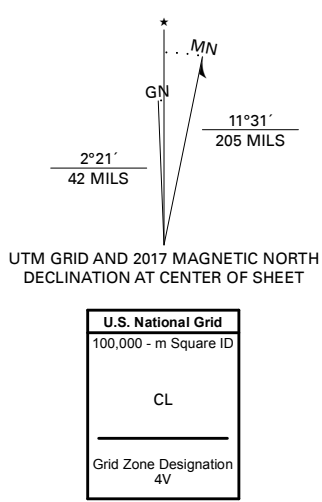 ★
MN
GN
11°31´
205 MILS
2°21´
42 MILS
UTM GRID AND 2017 MAGNETIC NORTH
DECLINATION AT CENTER OF SHEET
U.S. National Grid
100,000 - m Square ID
CL
Grid Zone Designation
4V